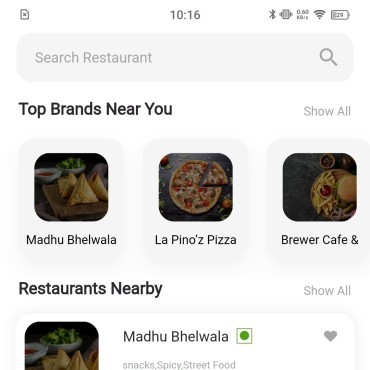 10:16 0.60 KB/s 29
Search Restaurant
Top Brands Near You Show All
Madhu Bhelwala La Pino'z Pizza Brewer Cafe &
Restaurants Nearby Show All
Madhu Bhelwala
snacks,Spicy,Street Food